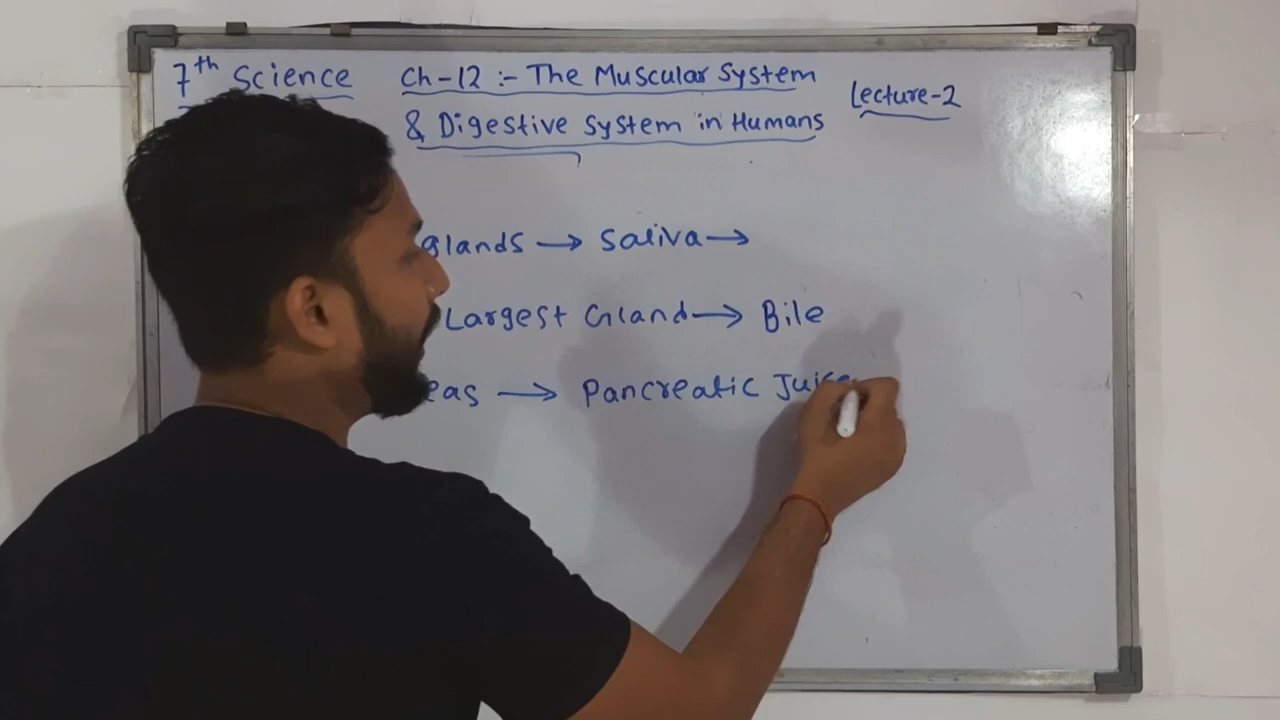 7th Science Ch-12 :- The Muscular System Lecture-2
& Digestive System in Humans
glands → Saliva →
Largest Gland → Bile
eas → Pancreatic Juice